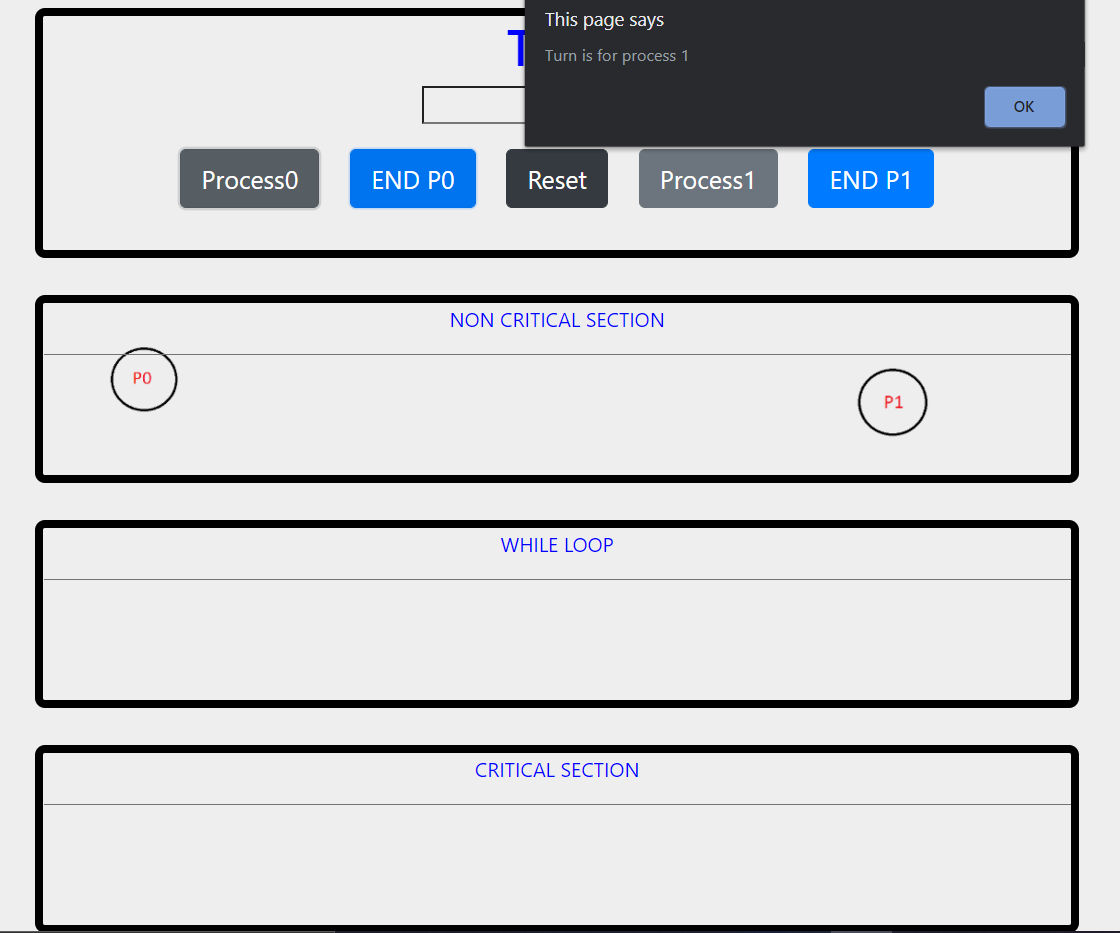 This page says
Turn is for process 1
OK
Process0 END P0 Reset Process1 END P1
NON CRITICAL SECTION
P0
P1
WHILE LOOP
CRITICAL SECTION